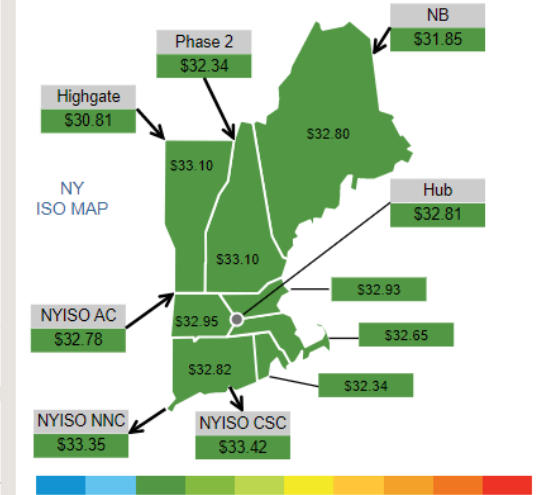 NB
$31.85
Phase 2
$32.34
Highgate
$30.81
$32.80
$33.10
NY
ISO MAP
Hub
$32.81
$33.10
$32.93
NYISO AC
$32.78
$32.95
$32.65
$32.82
$32.34
NYISO NNC
$33.35
NYISO CSC
$33.42